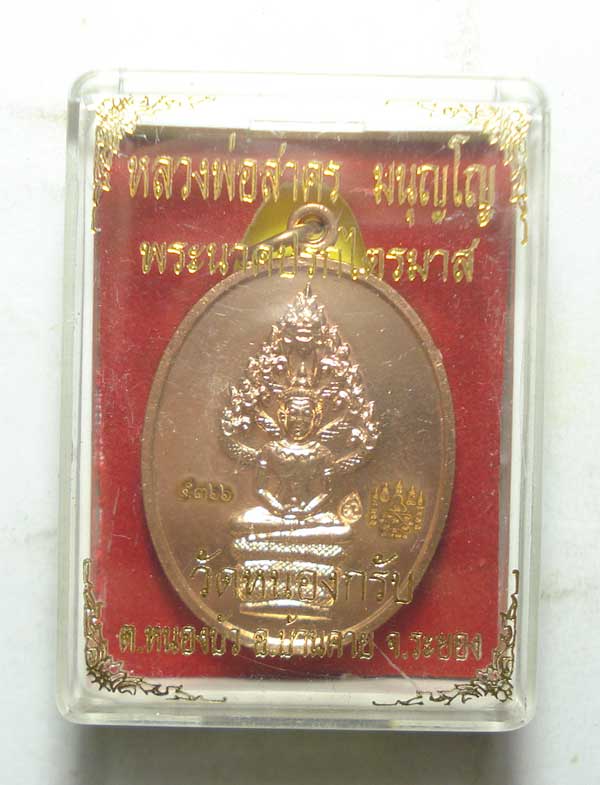 หลวงพ่อสาคร มนุญฺโญ
พระนาคปรกไตรมาส
๕๓๖๖
วัดหนองกรับ
ต.หนองบัว อ.บ้านค่าย จ.ระยอง